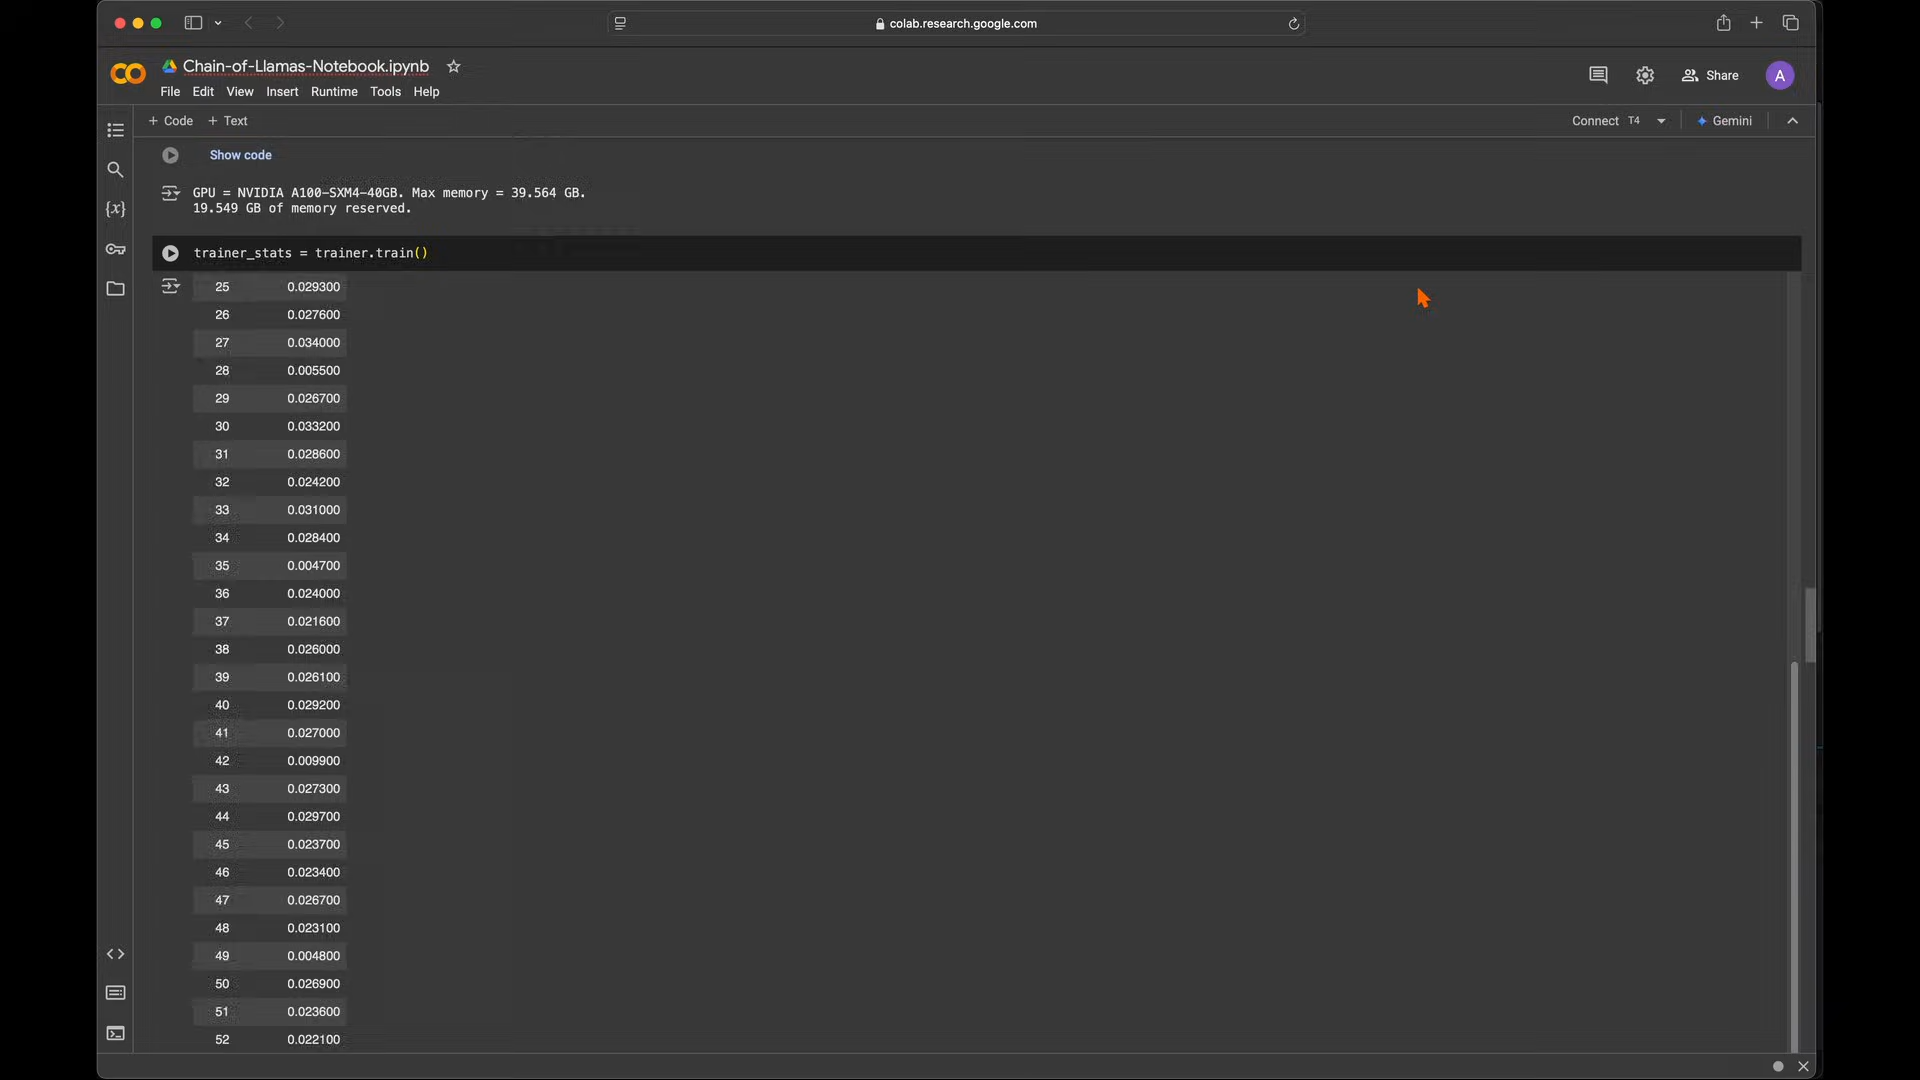 colab.research.google.com
Chain-of-Llamas-Notebook.ipynb
Share
A
File Edit View Insert Runtime Tools Help
+ Code + Text
Connect T4
Gemini
Show code
GPU = NVIDIA A100-SXM4-40GB. Max memory = 39.564 GB.
19.549 GB of memory reserved.
trainer_stats = trainer.train()
25 0.029300
26 0.027600
27 0.034000
28 0.005500
29 0.026700
30 0.033200
31 0.028600
32 0.024200
33 0.031000
34 0.028400
35 0.004700
36 0.024000
37 0.021600
38 0.026000
39 0.026100
40 0.029200
41 0.027000
42 0.009900
43 0.027300
44 0.029700
45 0.023700
46 0.023400
47 0.026700
48 0.023100
49 0.004800
50 0.026900
51 0.023600
52 0.022100